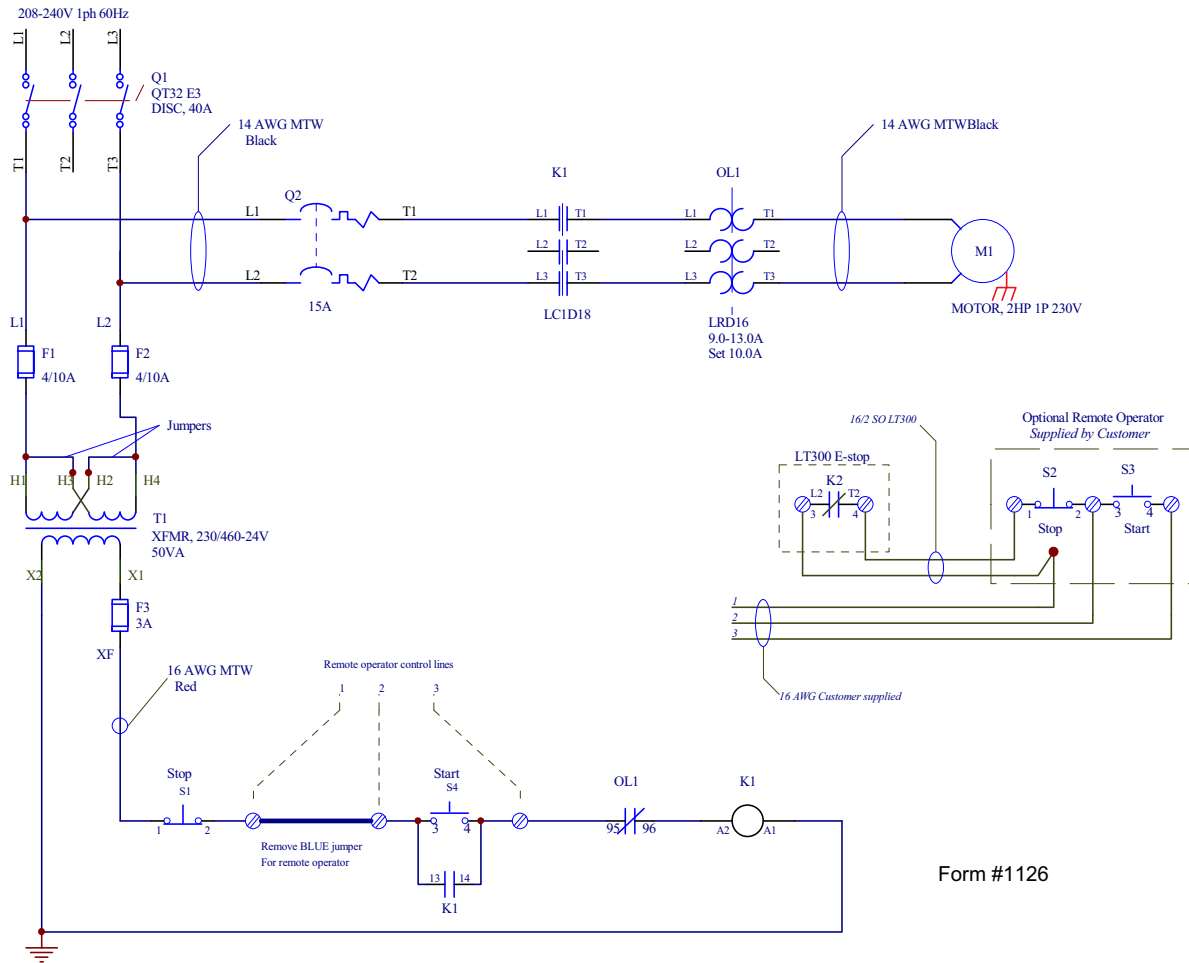 208-240V 1ph 60Hz
L1
L2
L3
Q1
QT32 E3
DISC, 40A
T1
T2
T3
14 AWG MTW
Black
14 AWG MTWBlack
K1
OL1
Q2
L1
T1
L1
T1
L1
T1
L2
T2
L2
T2
M1
L2
T2
L3
T3
L3
T3
15A
LC1D18
MOTOR, 2HP 1P 230V
LRD16
9.0-13.0A
Set 10.0A
L1
L2
F1
4/10A
F2
4/10A
Jumpers
H1
H3
H2
H4
T1
XFMR, 230/460-24V
50VA
X2
X1
F3
3A
XF
16 AWG MTW
Red
16/2 SO LT300
Optional Remote Operator
Supplied by Customer
LT300 E-stop
K2
L2
T2
3
4
S2
S3
1
2
3
4
Stop
Start
1
2
3
16 AWG Customer supplied
Remote operator control lines
1
2
3
Stop
S1
1
2
Start
S4
3
4
OL1
95
96
K1
A2
A1
Remove BLUE jumper
For remote operator
13
14
K1
Form #1126